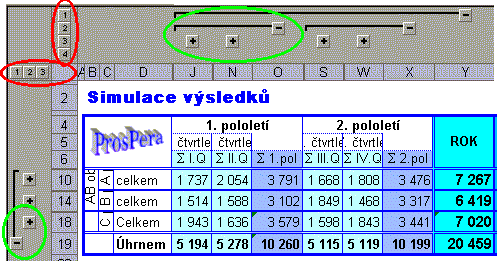 1
2
3
4
1 2 3 A B C D J N O S W X Y
2 Simulace výsledků
4 1. pololetí 2. pololetí ROK
5 čtvrtle čtvrtle čtvrtle čtvrtle
6 Σ I.Q Σ II.Q Σ 1.pol Σ III.Q Σ IV.Q Σ 2.pol
ProsPera
10 A celkem 1 737 2 054 3 791 1 668 1 808 3 476 7 267
14 B celkem 1 514 1 588 3 102 1 849 1 468 3 317 6 419
18 C Celkem 1 943 1 636 3 579 1 598 1 843 3 441 7 020
19 Úhrnem 5 194 5 278 10 260 5 115 5 119 10 199 20 459